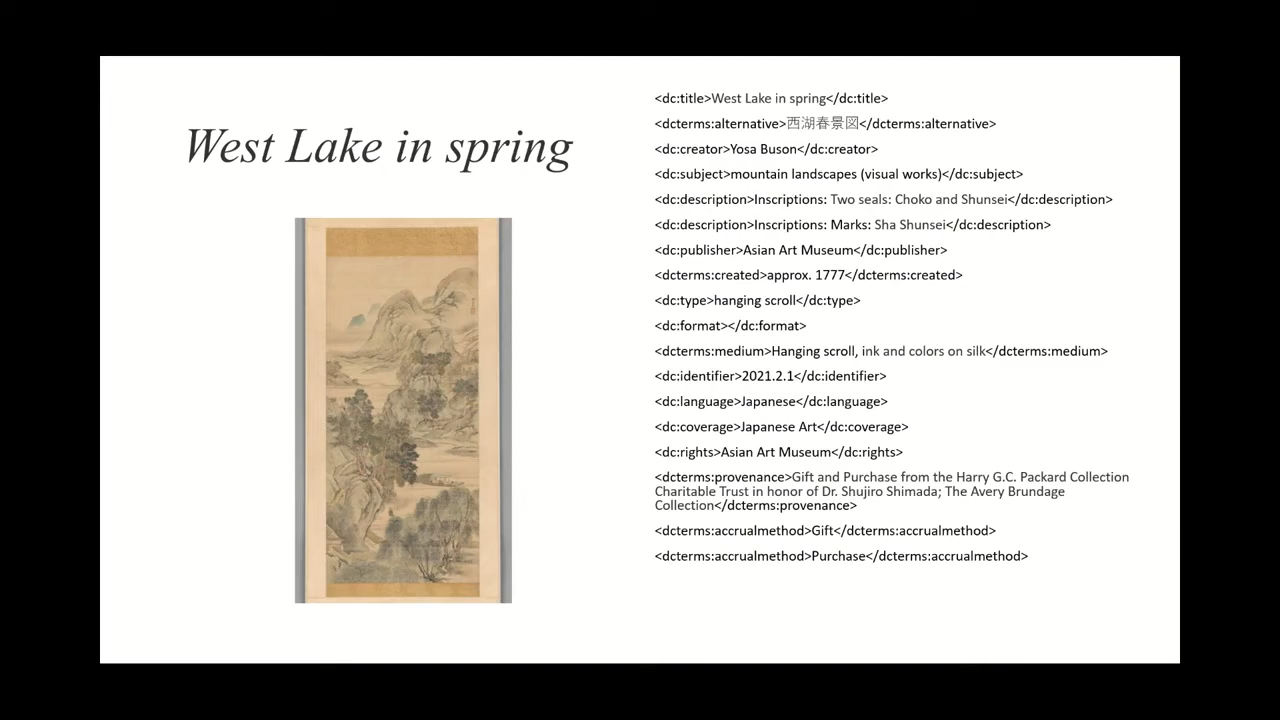 West Lake in spring
<dc:title>West Lake in spring</dc:title>
<dcterms:alternative>西湖春景図</dcterms:alternative>
<dc:creator>Yosa Buson</dc:creator>
<dc:subject>mountain landscapes (visual works)</dc:subject>
<dc:description>Inscriptions: Two seals: Choko and Shunsei</dc:description>
<dc:description>Inscriptions: Marks: Sha Shunsei</dc:description>
<dc:publisher>Asian Art Museum</dc:publisher>
<dcterms:created>approx. 1777</dcterms:created>
<dc:type>hanging scroll</dc:type>
<dc:format></dc:format>
<dcterms:medium>Hanging scroll, ink and colors on silk</dcterms:medium>
<dc:identifier>2021.2.1</dc:identifier>
<dc:language>Japanese</dc:language>
<dc:coverage>Japanese Art</dc:coverage>
<dc:rights>Asian Art Museum</dc:rights>
<dcterms:provenance>Gift and Purchase from the Harry G.C. Packard Collection
Charitable Trust in honor of Dr. Shujiro Shimada; The Avery Brundage
Collection</dcterms:provenance>
<dcterms:accrualmethod>Gift</dcterms:accrualmethod>
<dcterms:accrualmethod>Purchase</dcterms:accrualmethod>